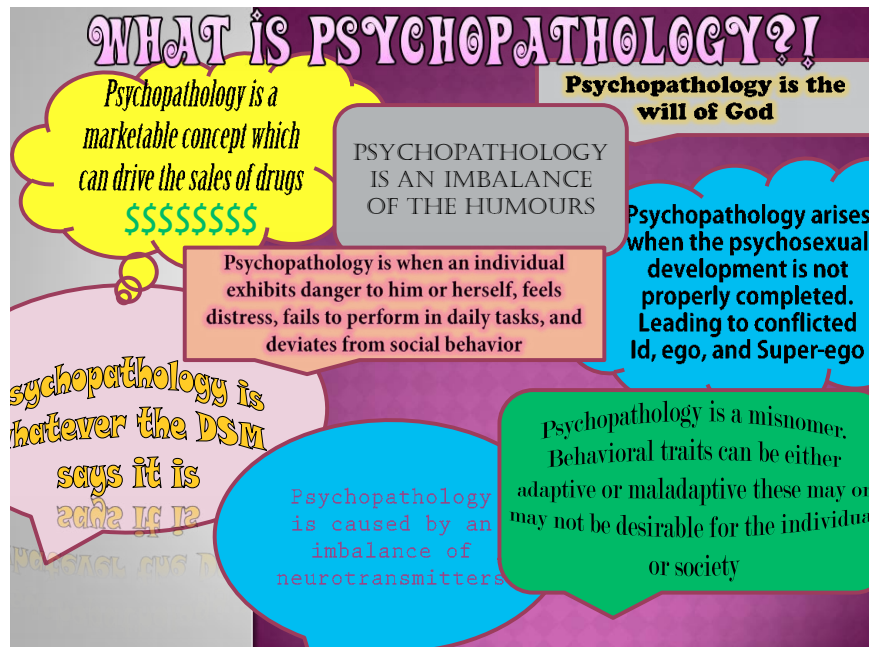 WHAT IS PSYCHOPATHOLOGY?!
Psychopathology is a
marketable concept which
can drive the sales of drugs
$$$$$$$$
Psychopathology is the
will of God
PSYCHOPATHOLOGY
IS AN IMBALANCE
OF THE HUMOURS
Psychopathology arises
when the psychosexual
development is not
properly completed.
Leading to conflicted
Id, ego, and Super-ego
Psychopathology is when an individual
exhibits danger to him or herself, feels
distress, fails to perform in daily tasks, and
deviates from social behavior
sychopathology is
hatever the DSM
says it is
Psychopathology is a misnomer.
Behavioral traits can be either
adaptive or maladaptive these may or
may not be desirable for the individua
or society
Psychopathology
is caused by an
imbalance of
neurotransmitters